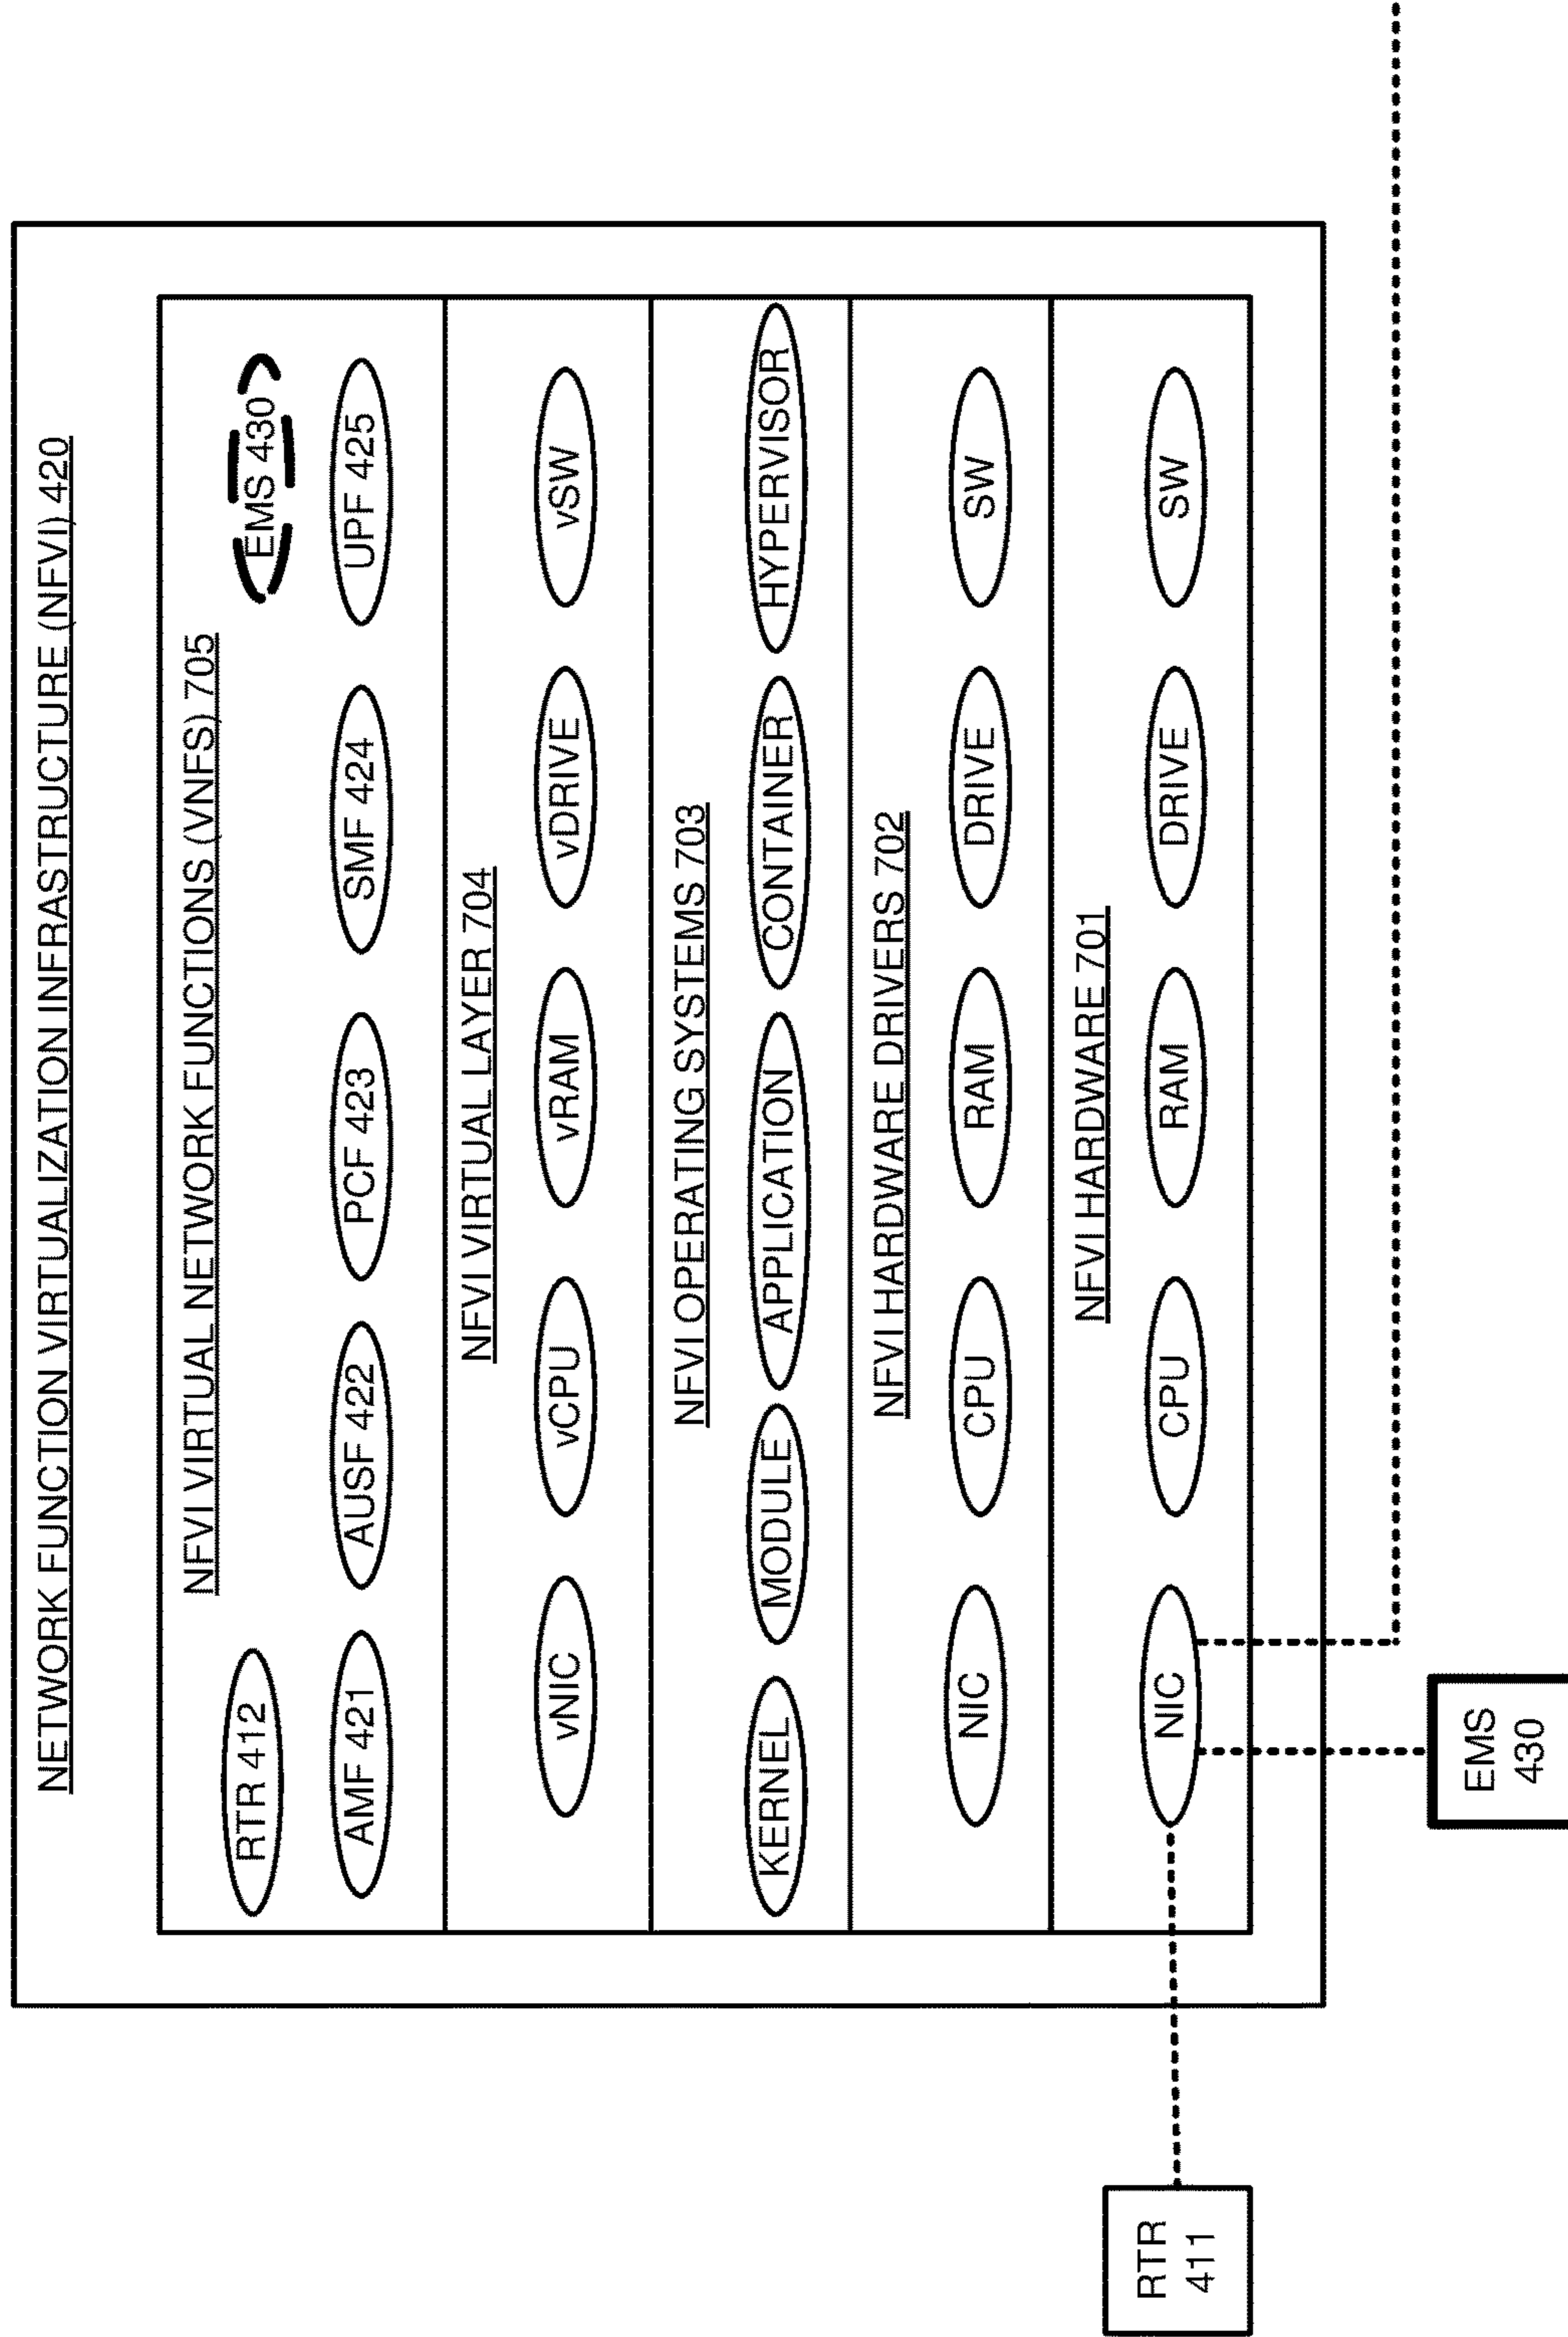 NETWORK FUNCTION VIRTUALIZATION INFRASTRUCTURE (NFVI) 420
NFVI VIRTUAL NETWORK FUNCTIONS (VNFS) 705
RTR 412
EMS 430
AMF 421
AUSF 422
PCF 423
SMF 424
UPF 425
NFVI VIRTUAL LAYER 704
vNIC
vCPU
vRAM
vDRIVE
vSW
NFVI OPERATING SYSTEMS 703
KERNEL
MODULE
APPLICATION
CONTAINER
HYPERVISOR
NFVI HARDWARE DRIVERS 702
NIC
CPU
RAM
DRIVE
SW
NFVI HARDWARE 701
NIC
CPU
RAM
DRIVE
SW
RTR
411
EMS
430